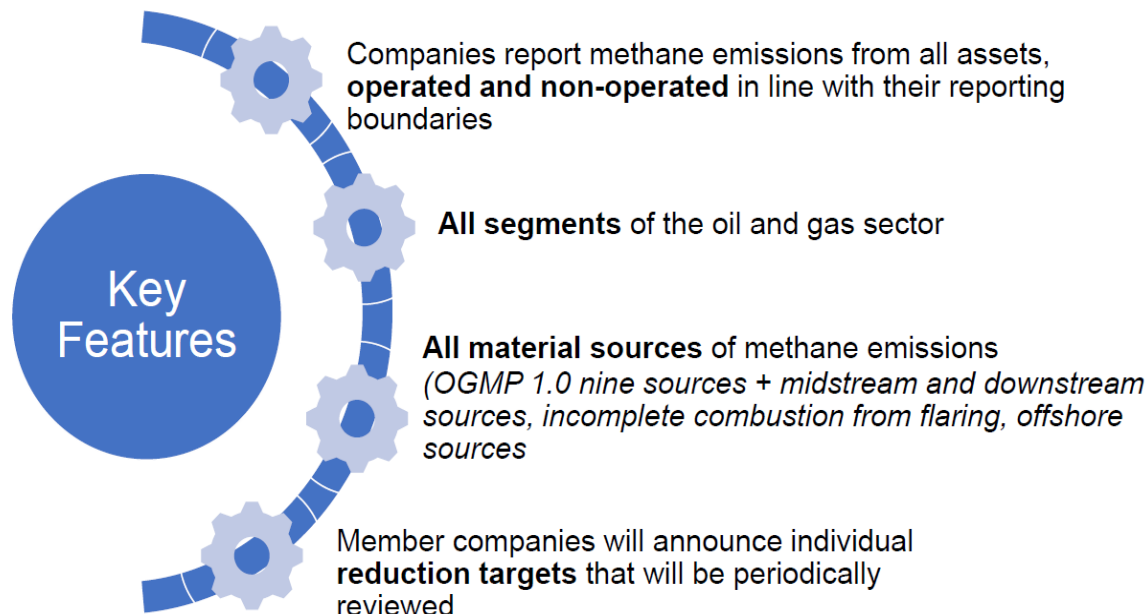 Companies report methane emissions from all assets,
operated and non-operated in line with their reporting
boundaries
All segments of the oil and gas sector
Key
Features
All material sources of methane emissions
(OGMP 1.0 nine sources + midstream and downstream
sources, incomplete combustion from flaring, offshore
sources
Member companies will announce individual
reduction targets that will be periodically
reviewed